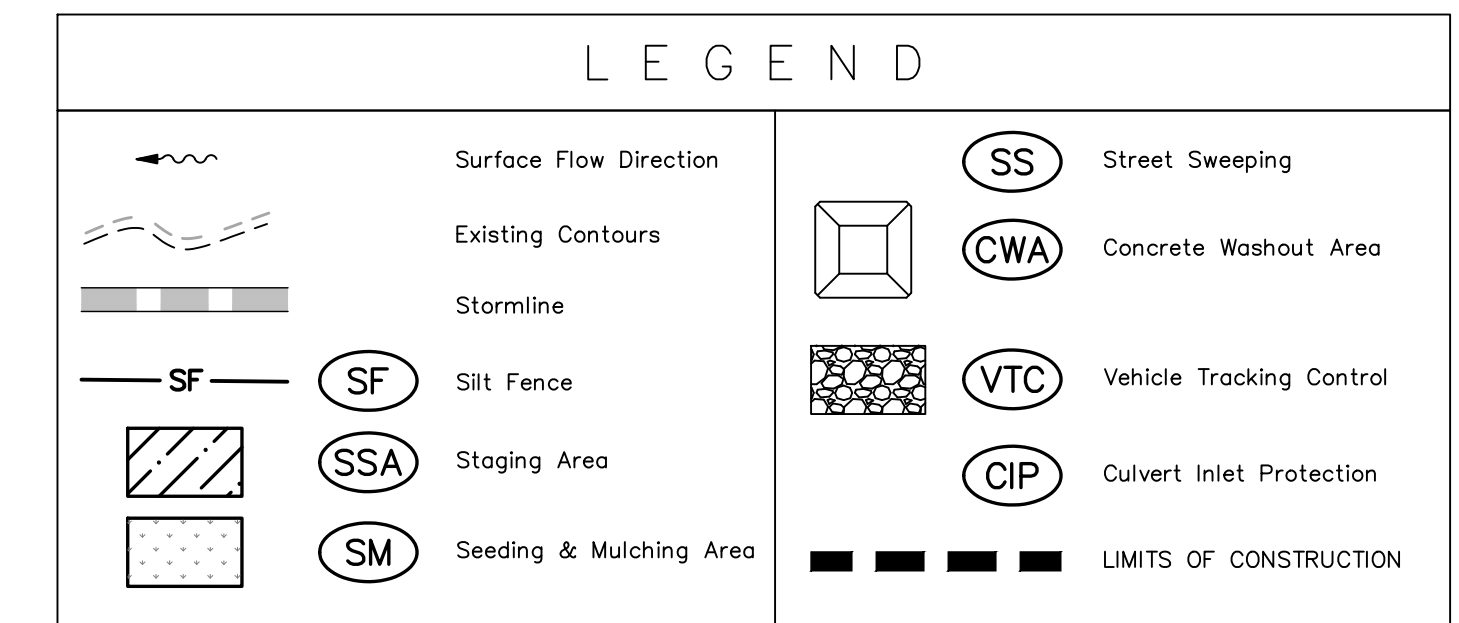 LEGEND
Surface Flow Direction
Existing Contours
Stormline
SF SF Silt Fence
SSA Staging Area
SM Seeding & Mulching Area
SS Street Sweeping
CWA Concrete Washout Area
VTC Vehicle Tracking Control
CIP Culvert Inlet Protection
LIMITS OF CONSTRUCTION